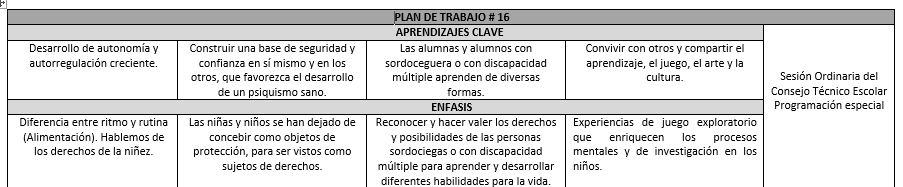 PLAN DE TRABAJO # 16
APRENDIZAJES CLAVE
Desarrollo de autonomía y
autorregulación creciente.
Construir una base de seguridad y
confianza en sí mismo y en los
otros, que favorezca el desarrollo
de un psiquismo sano.
Las alumnas y alumnos con
sordoceguera o con discapacidad
múltiple aprenden de diversas
formas.
Convivir con otros y compartir el
aprendizaje, el juego, el arte y la
cultura.
Sesión Ordinaria del
Consejo Técnico Escolar
Programación especial
ENFASIS
Diferencia entre ritmo y rutina
(Alimentación). Hablemos de
los derechos de la niñez.
Las niñas y niños se han dejado de
concebir como objetos de
protección, para ser vistos como
sujetos de derechos.
Reconocer y hacer valer los derechos
y posibilidades de las personas
sordociegas o con discapacidad
múltiple para aprender y desarrollar
diferentes habilidades para la vida.
Experiencias de juego exploratorio
que enriquecen los procesos
mentales y de investigación en los
niños.